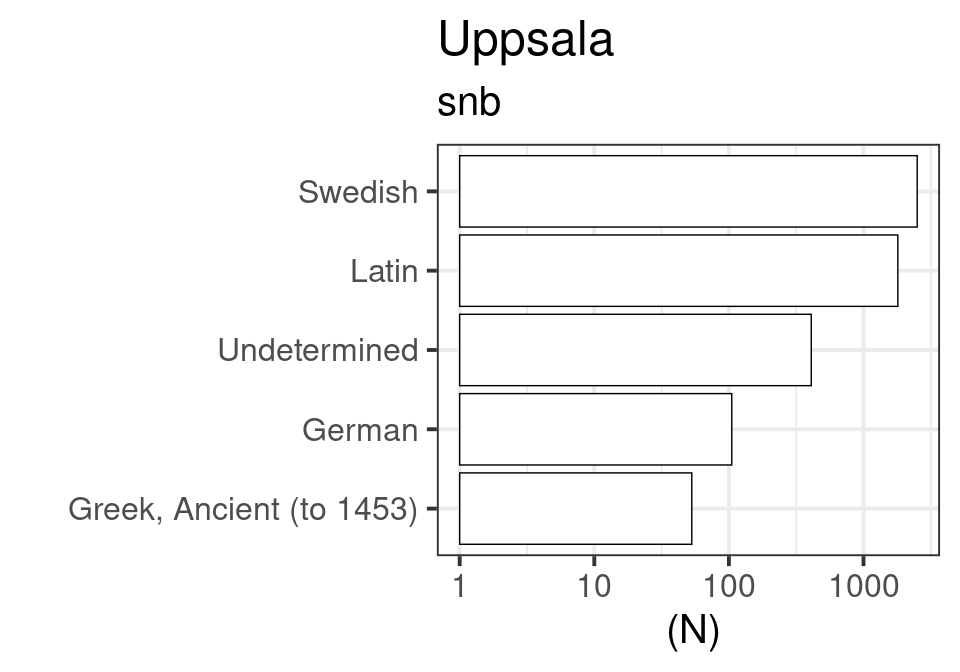 Uppsala
snb
Swedish
Latin
Undetermined
German
Greek, Ancient (to 1453)
1 10 100 1000
(N)